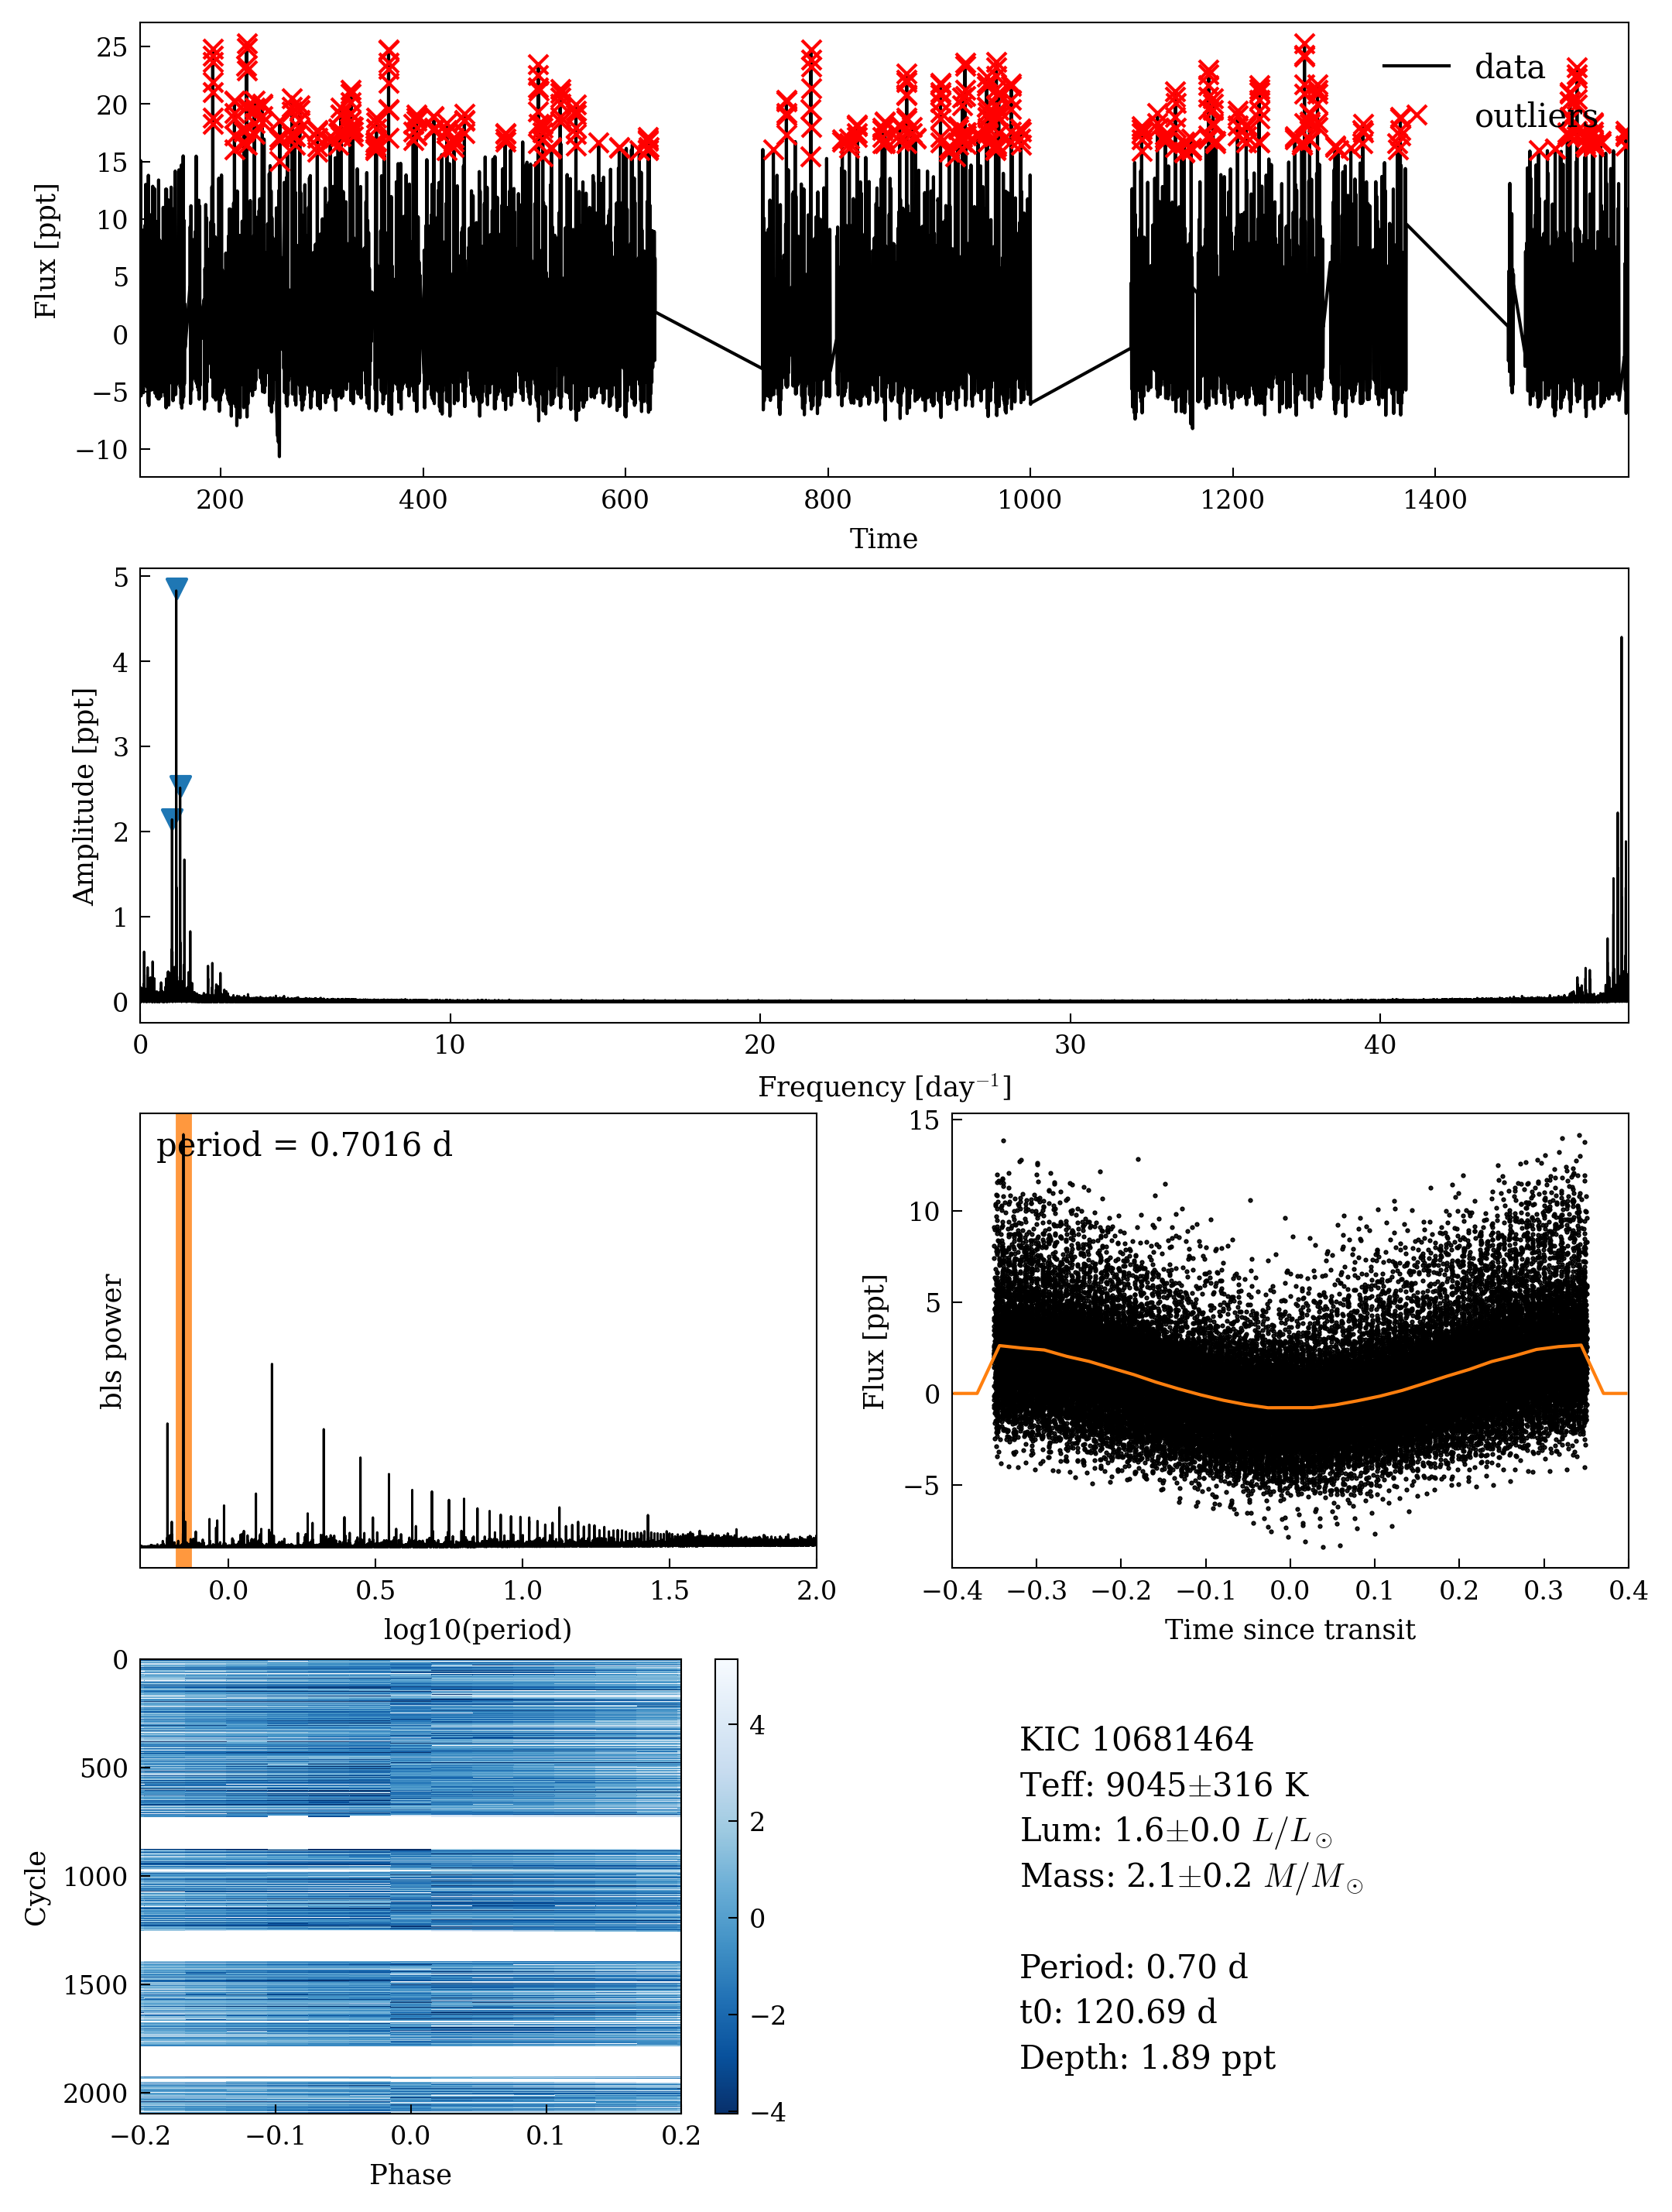 25
20
15
10
5
0
−5
−10
Flux [ppt]
data
outliers
200 400 600 800 1000 1200 1400
Time
5
4
3
2
1
0
Amplitude [ppt]
0 10 20 30 40
Frequency [day⁻¹]
period = 0.7016 d
bls power
0.0 0.5 1.0 1.5 2.0
log10(period)
15
10
5
0
−5
Flux [ppt]
−0.4 −0.3 −0.2 −0.1 0.0 0.1 0.2 0.3 0.4
Time since transit
0
500
1000
1500
2000
Cycle
−0.2 −0.1 0.0 0.1 0.2
Phase
4
2
0
−2
−4
KIC 10681464
Teff: 9045±316 K
Lum: 1.6±0.0 L/L⊙
Mass: 2.1±0.2 M/M⊙
Period: 0.70 d
t0: 120.69 d
Depth: 1.89 ppt